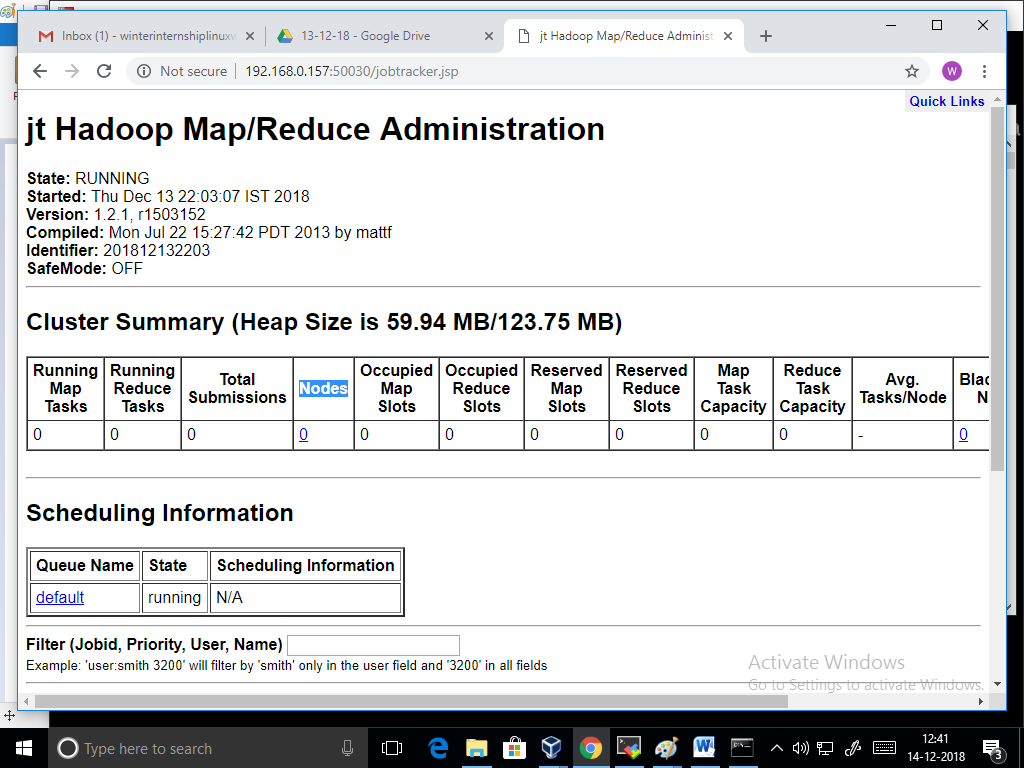 Inbox (1) - winterinternshiplinuxw
13-12-18 - Google Drive
jt Hadoop Map/Reduce Administ
Not secure
192.168.0.157:50030/jobtracker.jsp
W
Quick Links
jt Hadoop Map/Reduce Administration
State: RUNNING
Started: Thu Dec 13 22:03:07 IST 2018
Version: 1.2.1, r1503152
Compiled: Mon Jul 22 15:27:42 PDT 2013 by mattf
Identifier: 201812132203
SafeMode: OFF
Cluster Summary (Heap Size is 59.94 MB/123.75 MB)
Running Map Tasks Running Reduce Tasks Total Submissions Nodes Occupied Map Slots Occupied Reduce Slots Reserved Map Slots Reserved Reduce Slots Map Task Capacity Reduce Task Capacity Avg. Tasks/Node Blac N
0 0 0 0 0 0 0 0 0 0 - 0
Scheduling Information
Queue Name State Scheduling Information
default running N/A
Filter (Jobid, Priority, User, Name)
Example: 'user:smith 3200' will filter by 'smith' only in the user field and '3200' in all fields
Activate Windows
Go to Settings to activate Windows.
Type here to search
12:41
14-12-2018
3